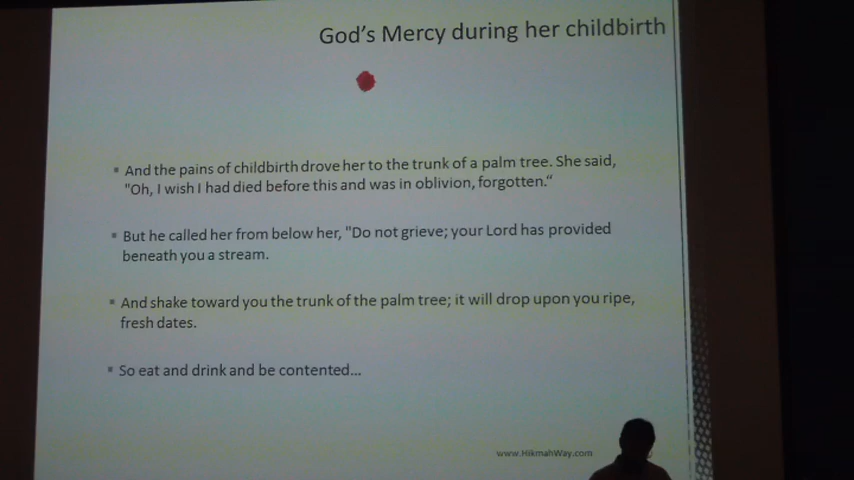 God's Mercy during her childbirth
▪ And the pains of childbirth drove her to the trunk of a palm tree. She said,
"Oh, I wish I had died before this and was in oblivion, forgotten.“
▪ But he called her from below her, "Do not grieve; your Lord has provided
beneath you a stream.
▪ And shake toward you the trunk of the palm tree; it will drop upon you ripe,
fresh dates.
▪ So eat and drink and be contented...
www.HikmahWay.com